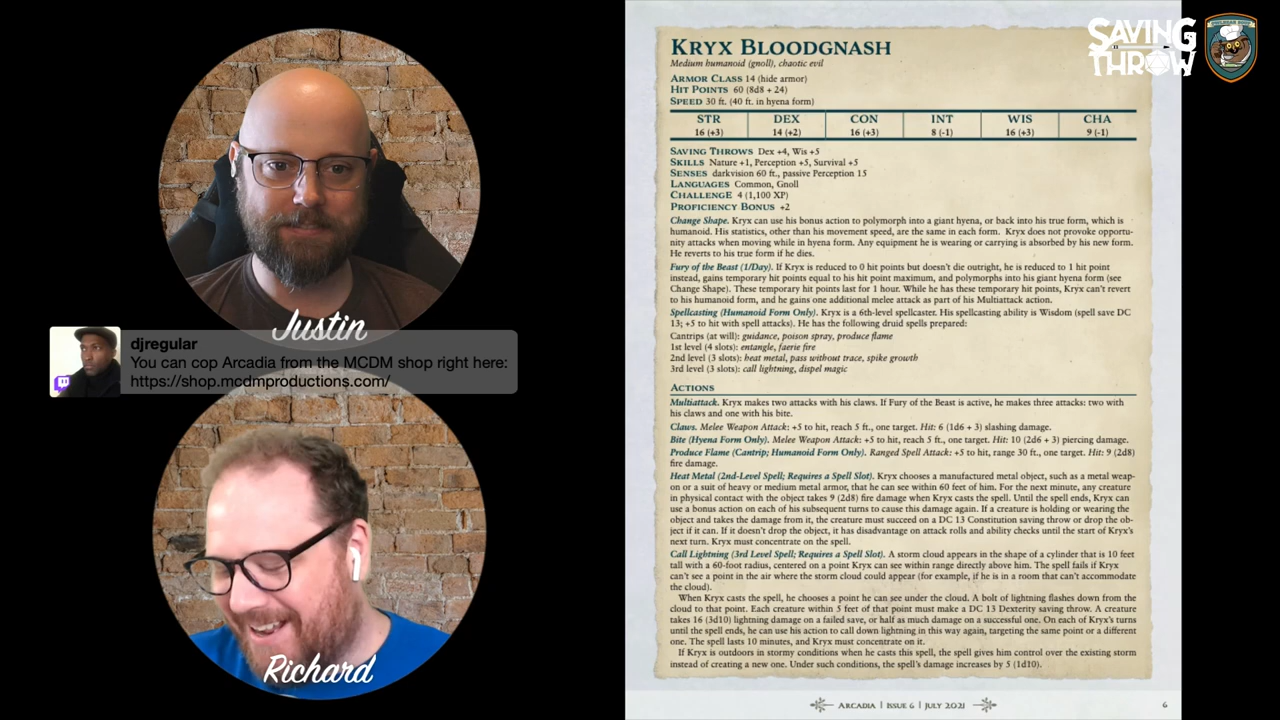 Justin
djregular
You can cop Arcadia from the MCDM shop right here:
https://shop.mcdmproductions.com/
Richard
SAVING
THROW
KRYX BLOODGNASH
Medium humanoid (gnoll), chaotic evil
ARMOR CLASS 14 (hide armor)
HIT POINTS 60 (8d8 + 24)
SPEED 30 ft. (40 ft. in hyena form)
STR DEX CON INT WIS CHA
16 (+3) 14 (+2) 16 (+3) 8 (-1) 16 (+3) 9 (-1)
SAVING THROWS Dex +4, Wis +5
SKILLS Nature +1, Perception +5, Survival +5
SENSES darkvision 60 ft., passive Perception 15
LANGUAGES Common, Gnoll
CHALLENGE 4 (1,100 XP)
PROFICIENCY BONUS +2
Change Shape. Kryx can use his bonus action to polymorph into a giant hyena, or back into his true form, which is
humanoid. His statistics, other than his movement speed, are the same in each form. Kryx does not provoke opportu-
nity attacks when moving while in hyena form. Any equipment he is wearing or carrying is absorbed by his new form.
He reverts to his true form if he dies.
Fury of the Beast (1/Day). If Kryx is reduced to 0 hit points but doesn't die outright, he is reduced to 1 hit point
instead, gains temporary hit points equal to his hit point maximum, and polymorphs into his giant hyena form (see
Change Shape). These temporary hit points last for 1 hour. While he has these temporary hit points, Kryx can't revert
to his humanoid form, and he gains one additional melee attack as part of his Multiattack action.
Spellcasting (Humanoid Form Only). Kryx is a 6th-level spellcaster. His spellcasting ability is Wisdom (spell save DC
13; +5 to hit with spell attacks). He has the following druid spells prepared:
Cantrips (at will): guidance, poison spray, produce flame
1st level (4 slots): entangle, faerie fire
2nd level (3 slots): heat metal, pass without trace, spike growth
3rd level (3 slots): call lightning, dispel magic
ACTIONS
Multiattack. Kryx makes two attacks with his claws. If Fury of the Beast is active, he makes three attacks: two with
his claws and one with his bite.
Claws. Melee Weapon Attack: +5 to hit, reach 5 ft., one target. Hit: 6 (1d6 + 3) slashing damage.
Bite (Hyena Form Only). Melee Weapon Attack: +5 to hit, reach 5 ft., one target. Hit: 10 (2d6 + 3) piercing damage.
Produce Flame (Cantrip; Humanoid Form Only). Ranged Spell Attack: +5 to hit, range 30 ft., one target. Hit: 9 (2d8)
fire damage.
Heat Metal (2nd-Level Spell; Requires a Spell Slot). Kryx chooses a manufactured metal object, such as a metal weap-
on or a suit of heavy or medium metal armor, that he can see within 60 feet of him. For the next minute, any creature
in physical contact with the object takes 9 (2d8) fire damage when Kryx casts the spell. Until the spell ends, Kryx can
use a bonus action on each of his subsequent turns to cause this damage again. If a creature is holding or wearing the
object and takes the damage from it, the creature must succeed on a DC 13 Constitution saving throw or drop the ob-
ject if it can. If it doesn't drop the object, it has disadvantage on attack rolls and ability checks until the start of Kryx's
next turn. Kryx must concentrate on the spell.
Call Lightning (3rd Level Spell; Requires a Spell Slot). A storm cloud appears in the shape of a cylinder that is 10 feet
tall with a 60-foot radius, centered on a point Kryx can see within range directly above him. The spell fails if Kryx
can't see a point in the air where the storm cloud could appear (for example, if he is in a room that can't accommodate
the cloud).
When Kryx casts the spell, he chooses a point he can see under the cloud. A bolt of lightning flashes down from the
cloud to that point. Each creature within 5 feet of that point must make a DC 13 Dexterity saving throw. A creature
takes 16 (3d10) lightning damage on a failed save, or half as much damage on a successful one. On each of Kryx's turns
until the spell ends, he can use his action to call down lightning in this way again, targeting the same point or a different
one. The spell lasts 10 minutes, and Kryx must concentrate on it.
If Kryx is outdoors in stormy conditions when he casts this spell, the spell gives him control over the existing storm
instead of creating a new one. Under such conditions, the spell's damage increases by 5 (1d10).
ARCADIA | ISSUE 6 | JULY 2021
6